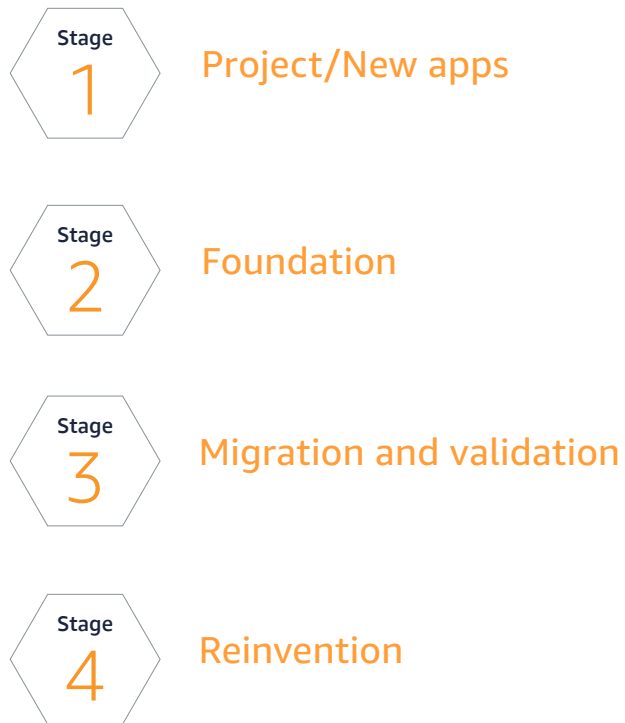 Stage
1
Project/New apps
Stage
2
Foundation
Stage
3
Migration and validation
Stage
4
Reinvention